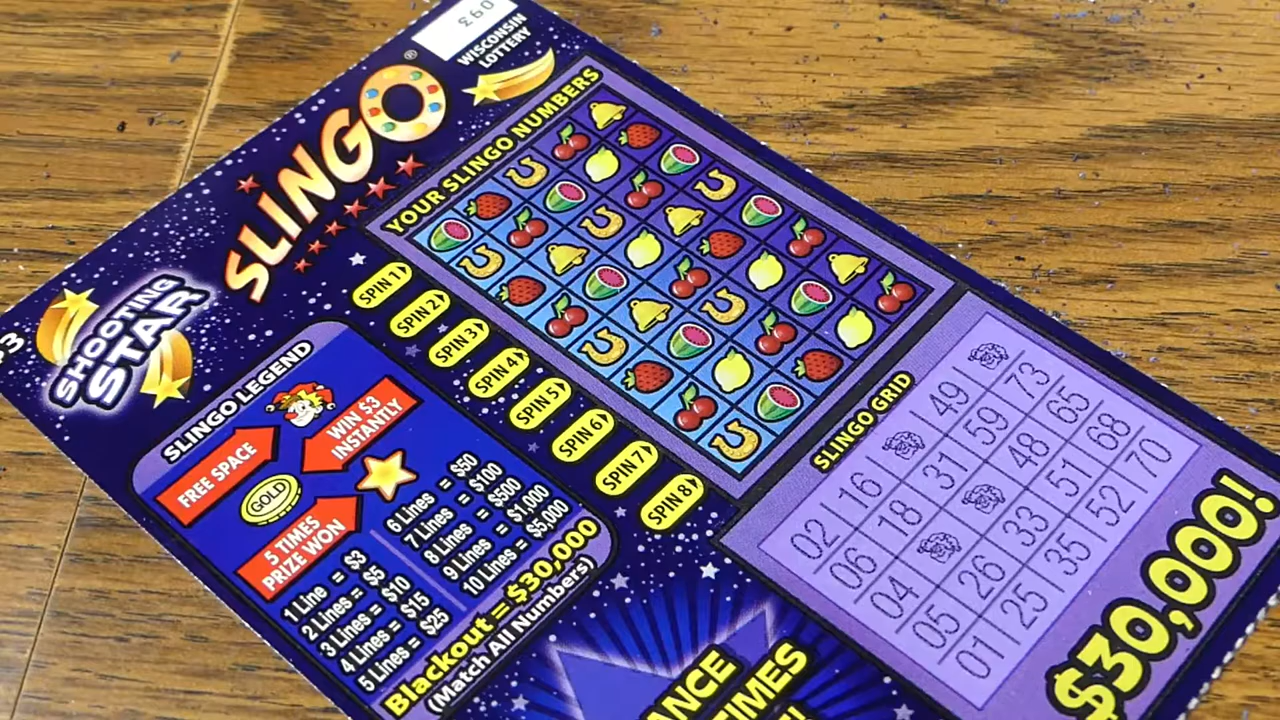 WISCONSIN
LOTTERY
SLINGO®
SHOOTING
STAR
YOUR SLINGO NUMBERS
SPIN 1
SPIN 2
SPIN 3
SPIN 4
SPIN 5
SPIN 6
SPIN 7
SPIN 8
SLINGO LEGEND
FREE SPACE
WIN $3
INSTANTLY
GOLD
5 TIMES
PRIZE WON
1 Line = $3
2 Lines = $5
3 Lines = $10
4 Lines = $15
5 Lines = $25
6 Lines = $50
7 Lines = $100
8 Lines = $500
9 Lines = $1,000
10 Lines = $5,000
Blackout = $30,000
(Match All Numbers)
SLINGO GRID
02 16 49
06 18 31 59 73
04 48 65
05 26 33 51 68
01 25 35 52 70
$30,000!